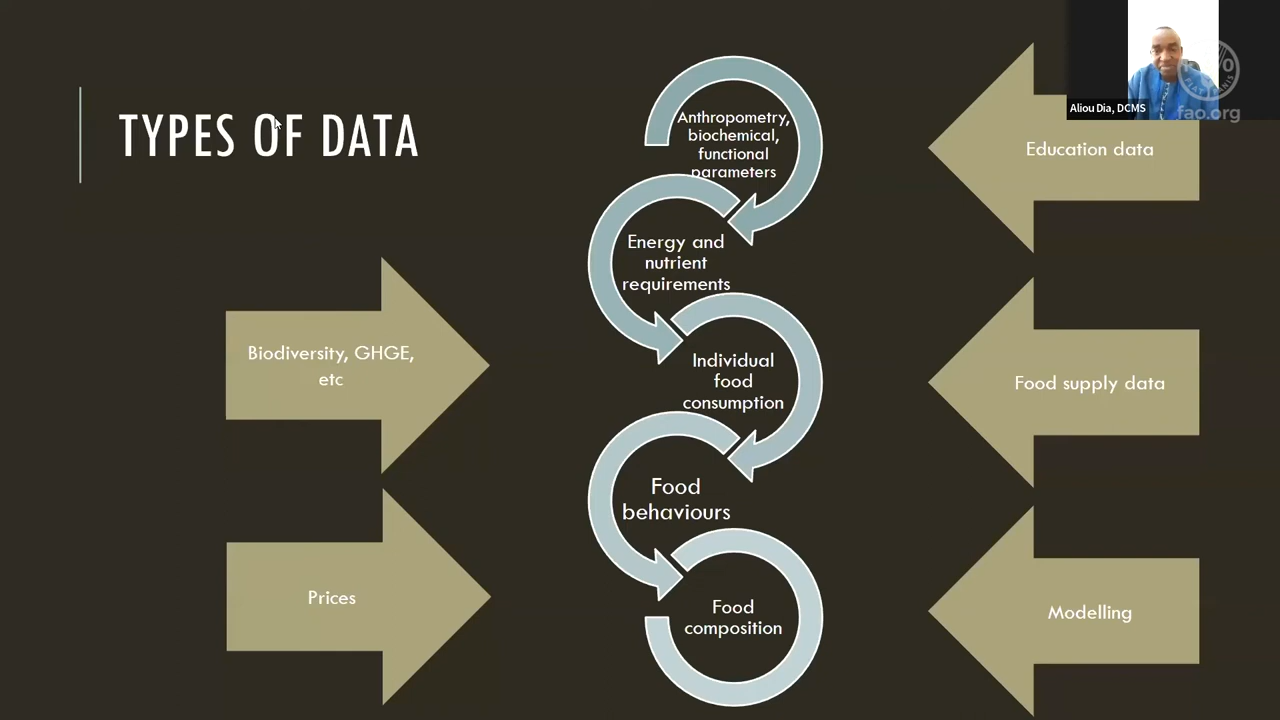 TYPES OF DATA
Anthropometry,
biochemical,
functional
parameters
Energy and
nutrient
requirements
Individual
food
consumption
Food
behaviours
Food
composition
Biodiversity, GHGE,
etc
Prices
Aliou Dia, DCMS
fao.org
Education data
Food supply data
Modelling